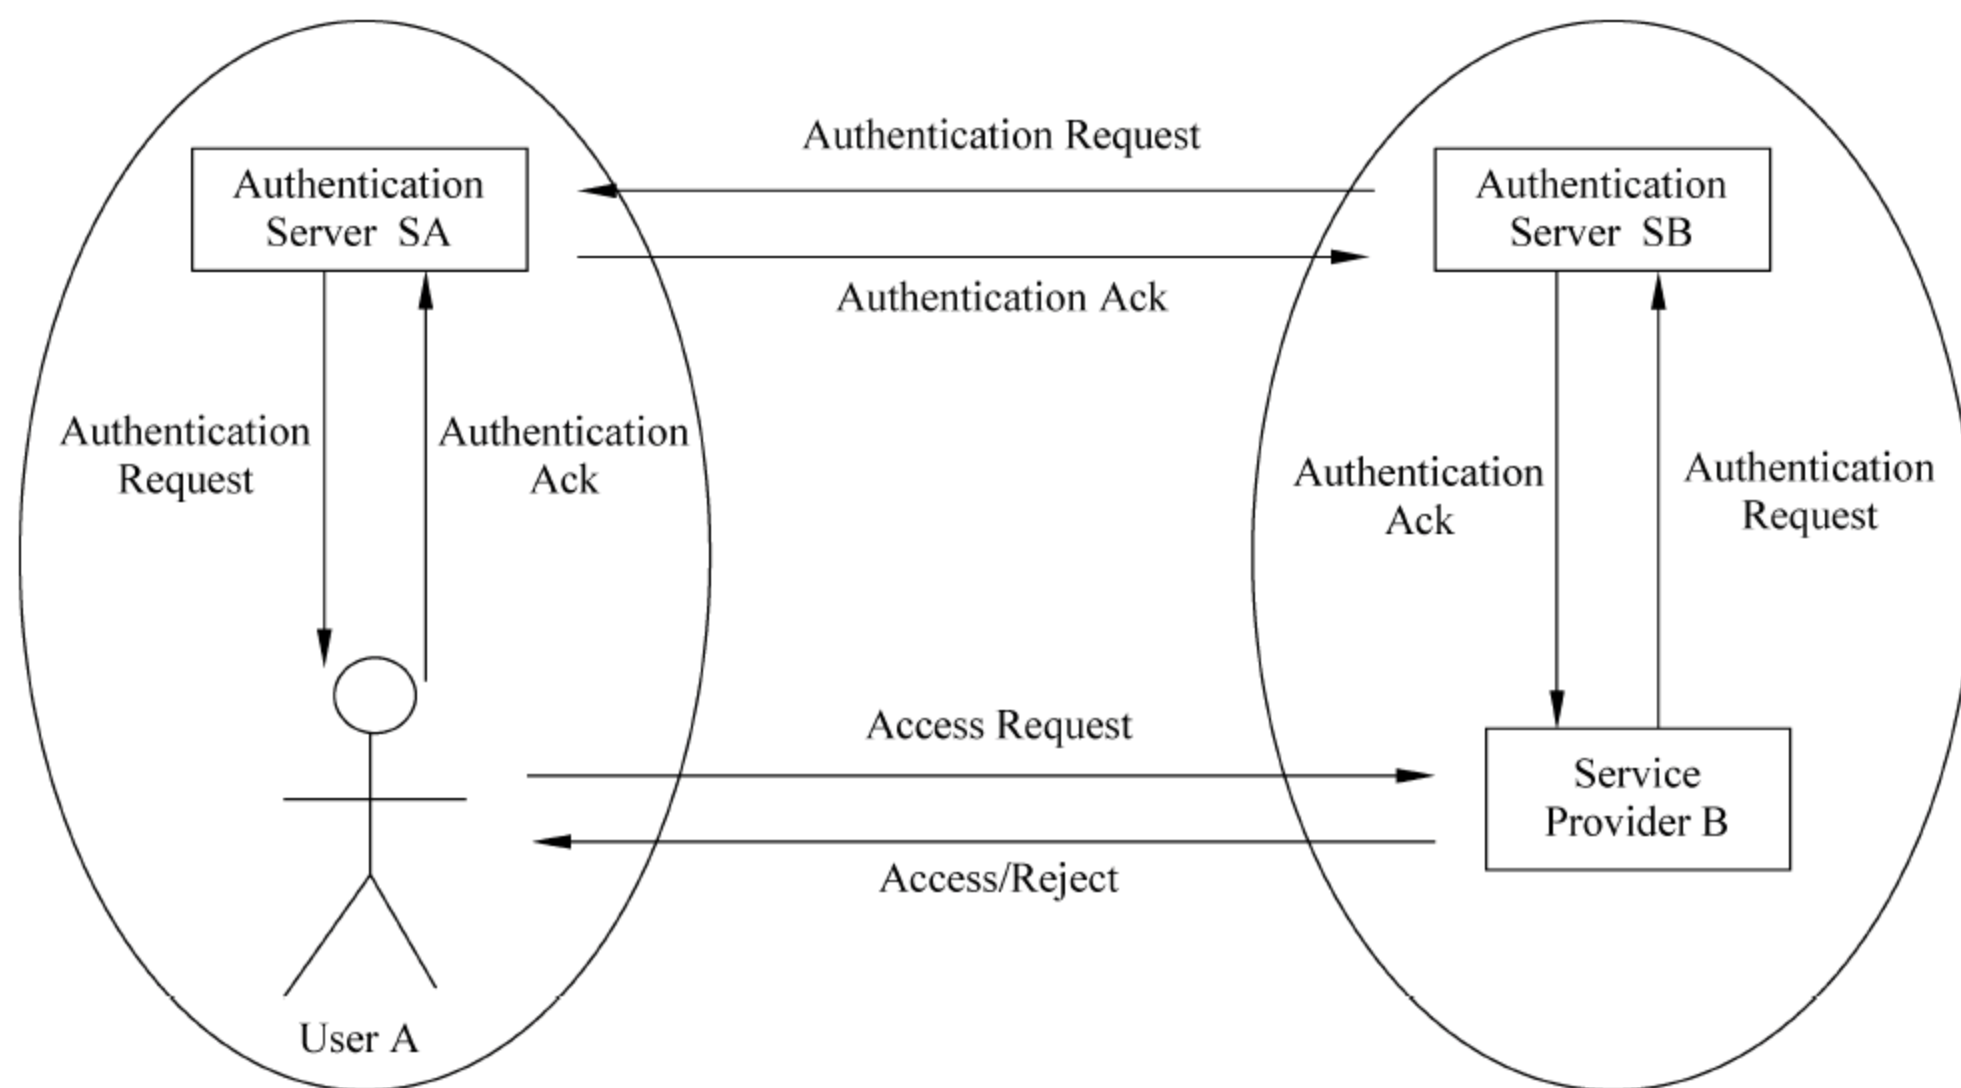 Authentication Request
Authentication
Server SA
Authentication
Server SB
Authentication Ack
Authentication
Request
Authentication
Ack
Authentication
Ack
Authentication
Request
Access Request
Service
Provider B
Access/Reject
User A